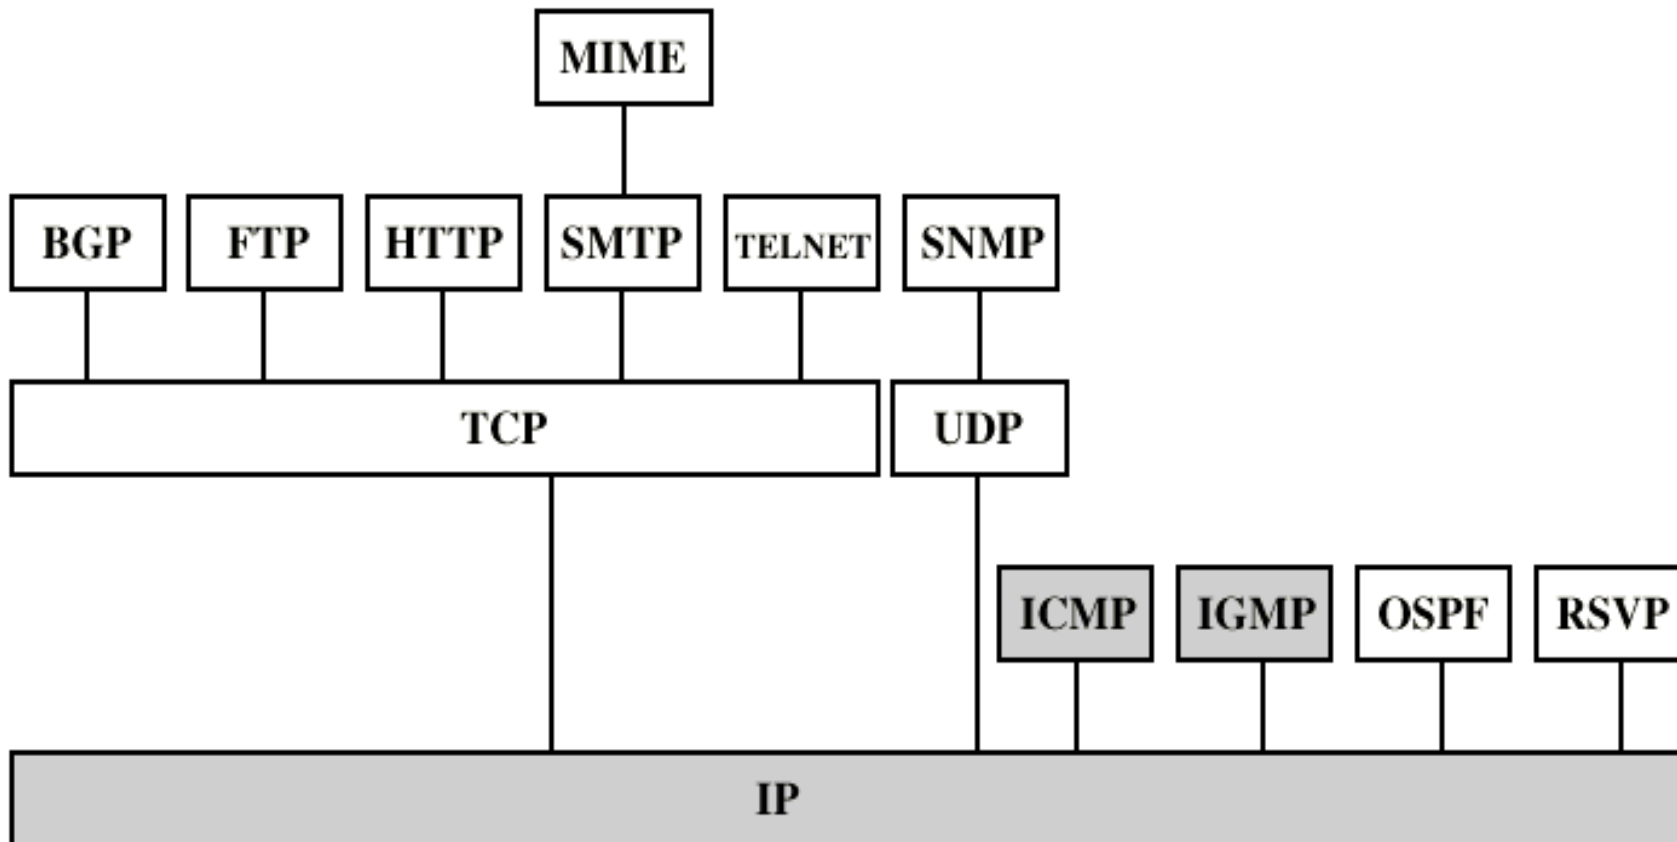 MIME
BGP
FTP
HTTP
SMTP
TELNET
SNMP
TCP
UDP
ICMP
IGMP
OSPF
RSVP
IP